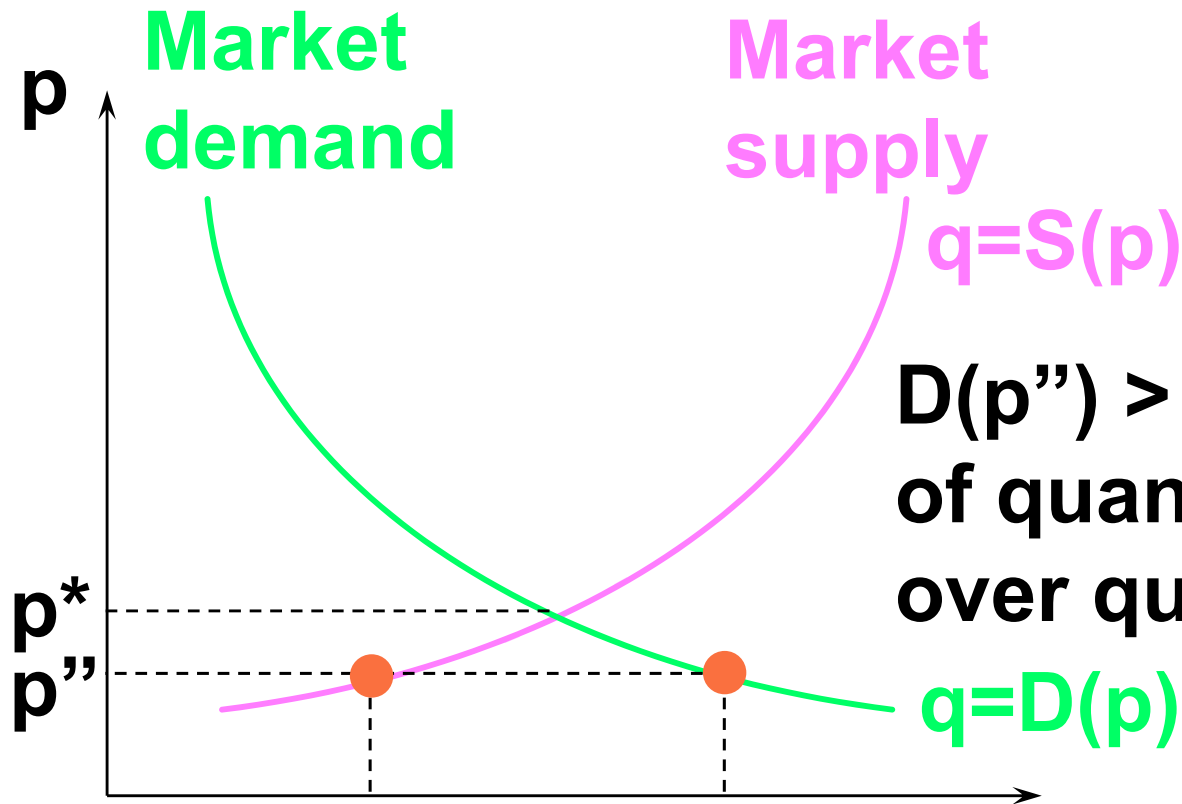 Market
demand
Market
supply
p
q=S(p)
D(p”) >
of quan
over qu
p*
p”
q=D(p)